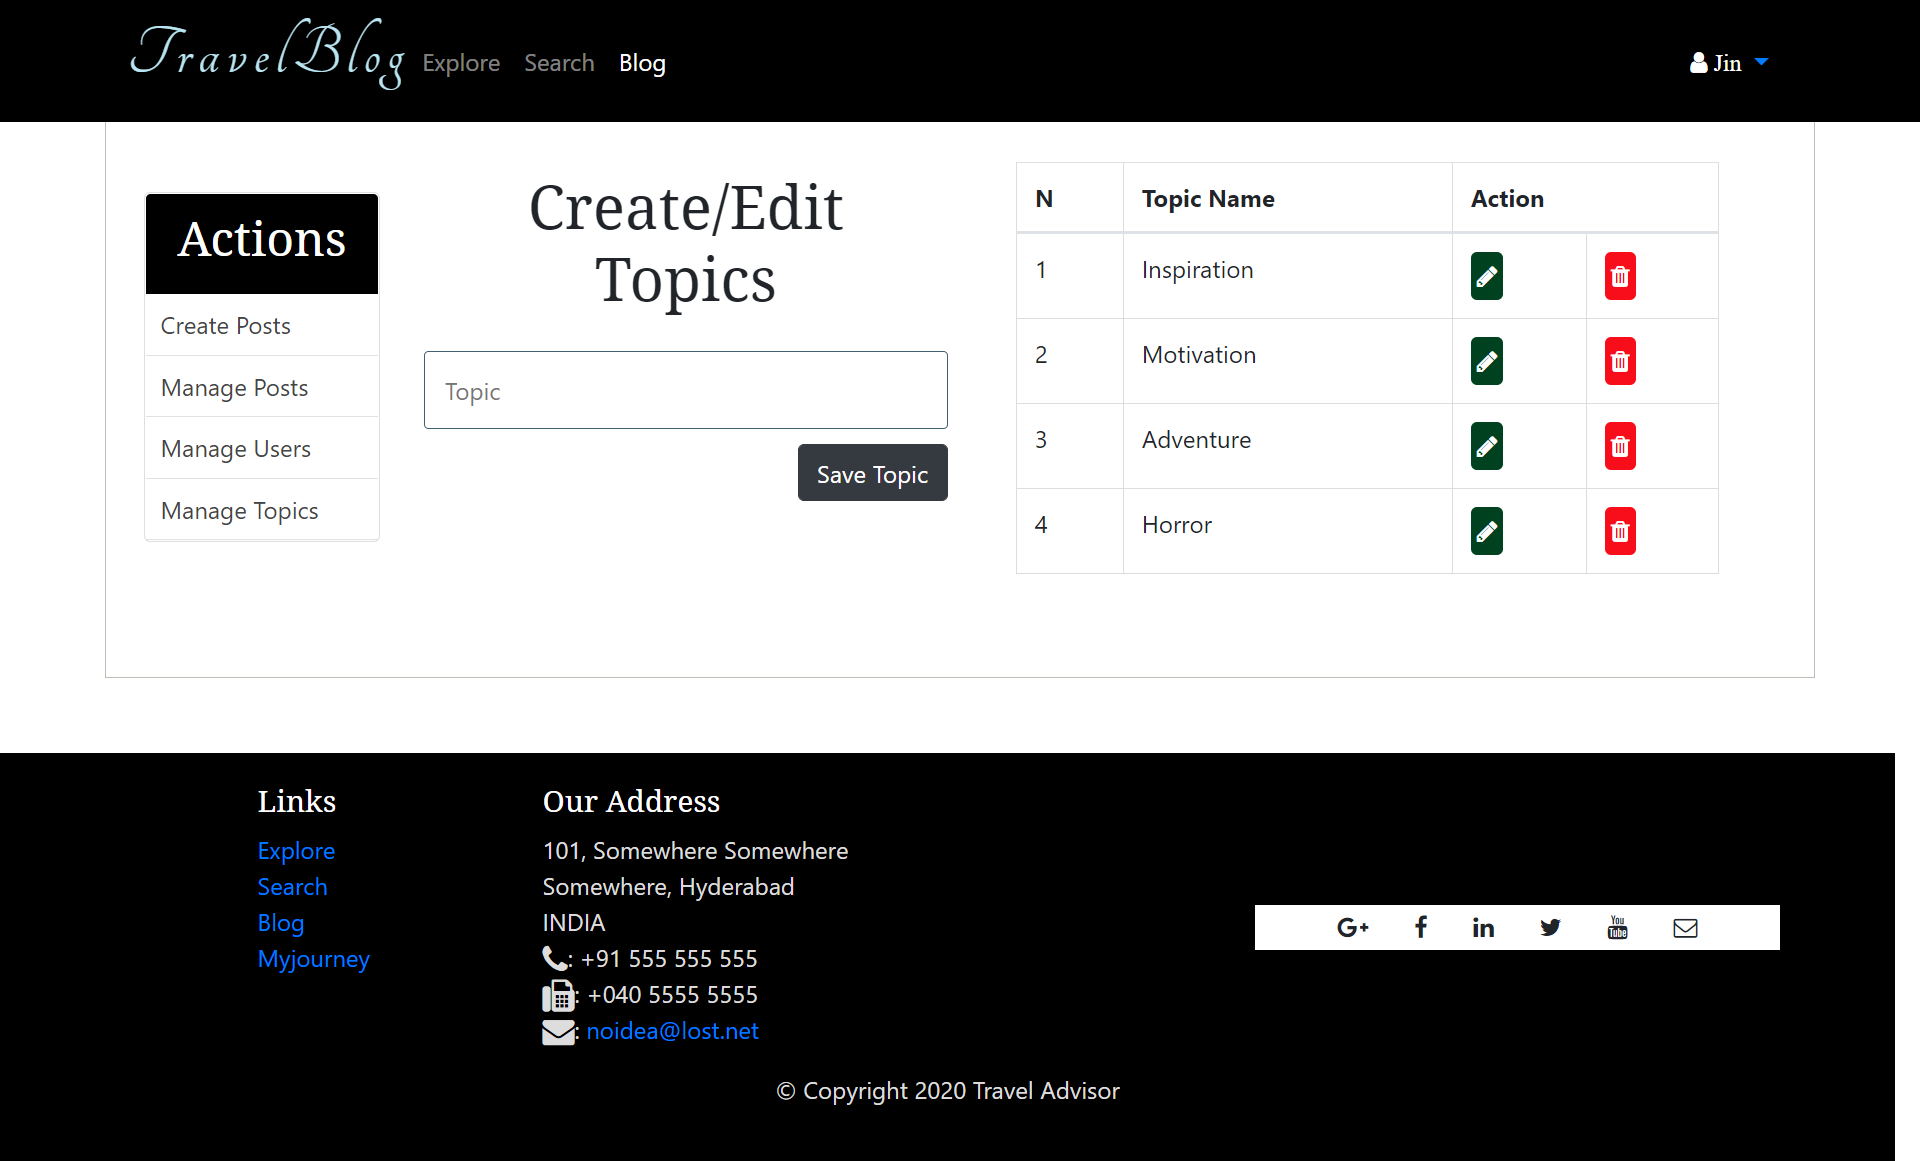 TravelBlog Explore Search Blog Jin
Actions
Create Posts
Manage Posts
Manage Users
Manage Topics
Create/Edit
Topics
Topic
Save Topic
N Topic Name Action
1 Inspiration
2 Motivation
3 Adventure
4 Horror
Links
Explore
Search
Blog
Myjourney
Our Address
101, Somewhere Somewhere
Somewhere, Hyderabad
INDIA
: +91 555 555 555
: +040 5555 5555
: noidea@lost.net
G+ f in You Tube
© Copyright 2020 Travel Advisor